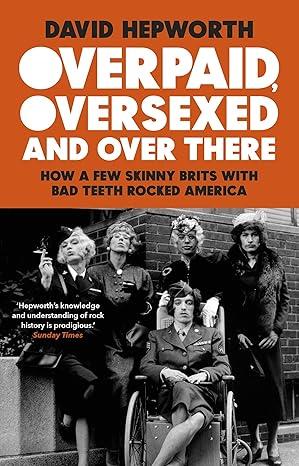 DAVID HEPWORTH
OVERPAID,
OVERSEXED
AND OVER THERE
HOW A FEW SKINNY BRITS WITH
BAD TEETH ROCKED AMERICA
'Hepworth's knowledge
and understanding of rock
history is prodigious.'
Sunday Times